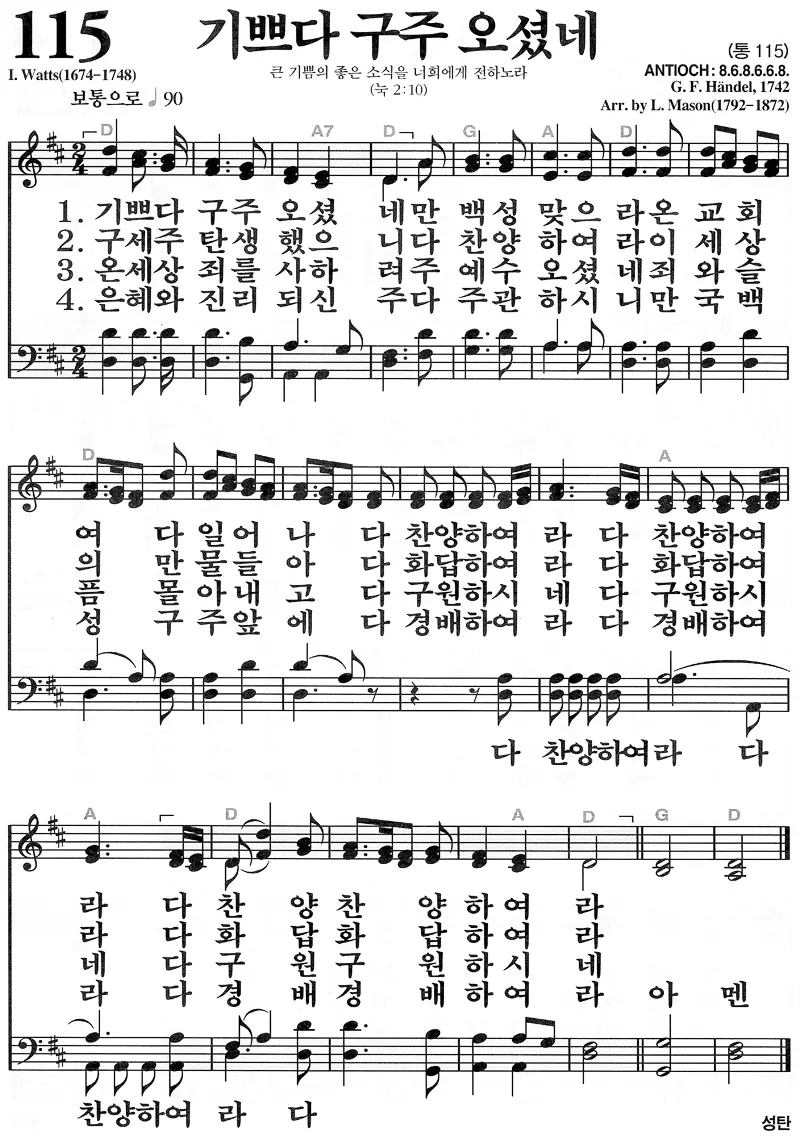 115 기쁘다 구주 오셨네 (통 115)
I. Watts(1674-1748) 큰 기쁨의 좋은 소식을 너희에게 전하노라 ANTIOCH : 8.6.8.6.6.8.
(눅 2:10) G. F. Händel, 1742
보통으로 ♩ 90 Arr. by L. Mason(1792-1872)
D A7 D G A D
1. 기쁘다 구주 오셨 네만 백성 맞으 라온 교회
2. 구세주 탄생 했으 니다 찬양 하여 라이 세상
3. 온세상 죄를 사하 려주 예수 오셨 네죄 와슬
4. 은혜와 진리 되신 주다 주관 하시 니만 국백
D A
여 다일어 나 다 찬양하여 라 다 찬양하여
의 만물들 아 다 화답하여 라 다 화답하여
픔 몰아내 고 다 구원하시 네 다 구원하시
성 구주앞 에 다 경배하여 라 다 경배하여
다 찬양하여라 다
A D A D G D
라 다 찬 양 찬 양 하 여 라
라 다 화 답 화 답 하 여 라
네 다 구 원 구 원 하 시 네
라 다 경 배 경 배 하 여 라 아 멘
찬양하여 라 다
성탄